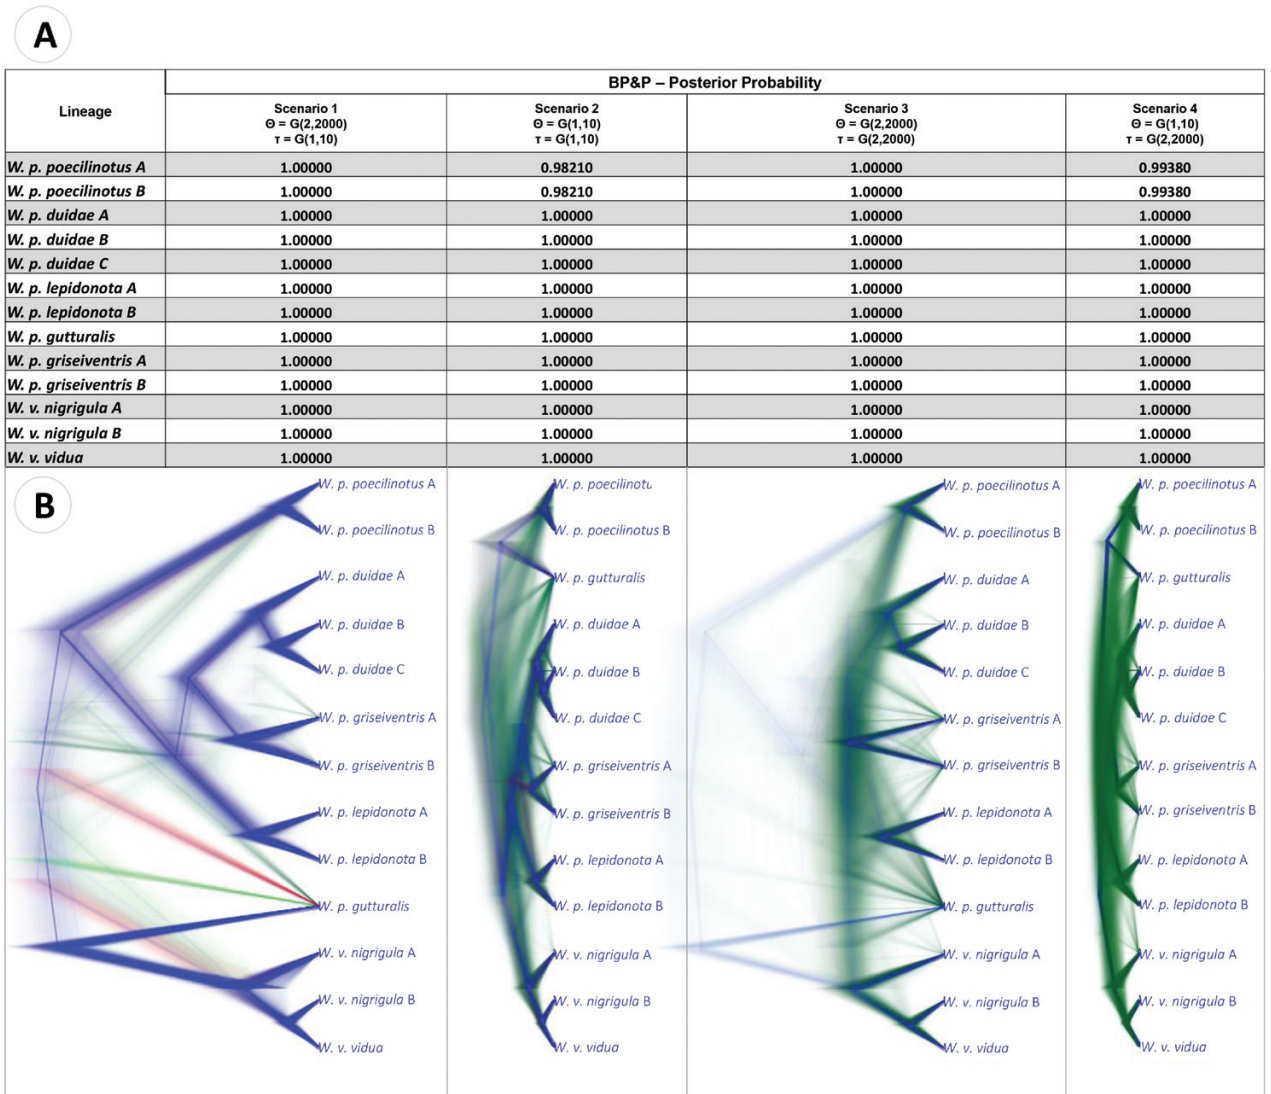 A
Lineage
BP&P – Posterior Probability
Scenario 1
Θ = G(2,2000)
τ = G(1,10)
Scenario 2
Θ = G(1,10)
τ = G(1,10)
Scenario 3
Θ = G(2,2000)
τ = G(2,2000)
Scenario 4
Θ = G(1,10)
τ = G(2,2000)
W. p. poecilinotus A 1.00000 0.98210 1.00000 0.99380
W. p. poecilinotus B 1.00000 0.98210 1.00000 0.99380
W. p. duidae A 1.00000 1.00000 1.00000 1.00000
W. p. duidae B 1.00000 1.00000 1.00000 1.00000
W. p. duidae C 1.00000 1.00000 1.00000 1.00000
W. p. lepidonota A 1.00000 1.00000 1.00000 1.00000
W. p. lepidonota B 1.00000 1.00000 1.00000 1.00000
W. p. gutturalis 1.00000 1.00000 1.00000 1.00000
W. p. griseiventris A 1.00000 1.00000 1.00000 1.00000
W. p. griseiventris B 1.00000 1.00000 1.00000 1.00000
W. v. nigrigula A 1.00000 1.00000 1.00000 1.00000
W. v. nigrigula B 1.00000 1.00000 1.00000 1.00000
W. v. vidua 1.00000 1.00000 1.00000 1.00000
B
W. p. poecilinotus A
W. p. poecilinotus B
W. p. duidae A
W. p. duidae B
W. p. duidae C
W. p. griseiventris A
W. p. griseiventris B
W. p. lepidonota A
W. p. lepidonota B
W. p. gutturalis
W. v. nigrigula A
W. v. nigrigula B
W. v. vidua
W. p. poecilinotu
W. p. poecilinotus B
W. p. gutturalis
W. p. duidae A
W. p. duidae B
W. p. duidae C
W. p. griseiventris A
W. p. griseiventris B
W. p. lepidonota A
W. p. lepidonota B
W. v. nigrigula A
W. v. nigrigula B
W. v. vidua
W. p. poecilinotus A
W. p. poecilinotus B
W. p. duidae A
W. p. duidae B
W. p. duidae C
W. p. griseiventris A
W. p. griseiventris B
W. p. lepidonota A
W. p. lepidonota B
W. p. gutturalis
W. v. nigrigula A
W. v. nigrigula B
W. v. vidua
W. p. poecilinotus A
W. p. poecilinotus B
W. p. gutturalis
W. p. duidae A
W. p. duidae B
W. p. duidae C
W. p. griseiventris A
W. p. griseiventris B
W. p. lepidonota A
W. p. lepidonota B
W. v. nigrigula A
W. v. nigrigula B
W. v. vidua